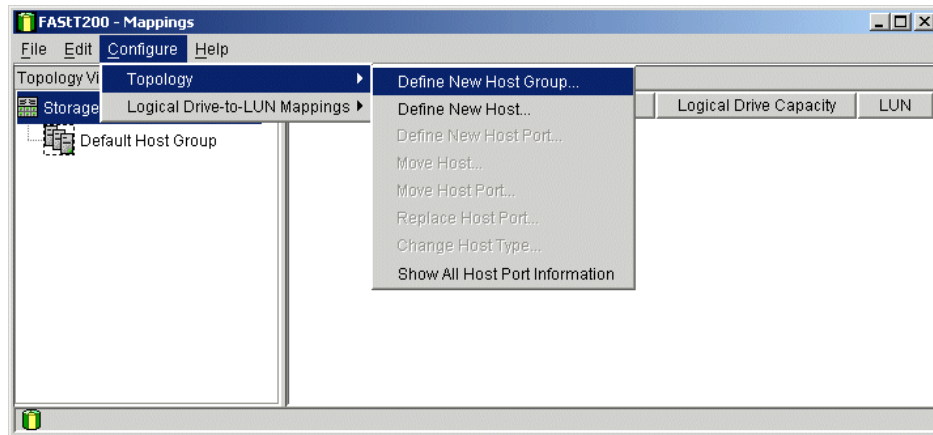 FAStT200 - Mappings
File Edit Configure Help
Topology Vi
Topology
Define New Host Group...
Storage
Logical Drive-to-LUN Mappings
Define New Host...
Logical Drive Capacity
LUN
Default Host Group
Define New Host Port...
Move Host...
Move Host Port...
Replace Host Port...
Change Host Type...
Show All Host Port Information